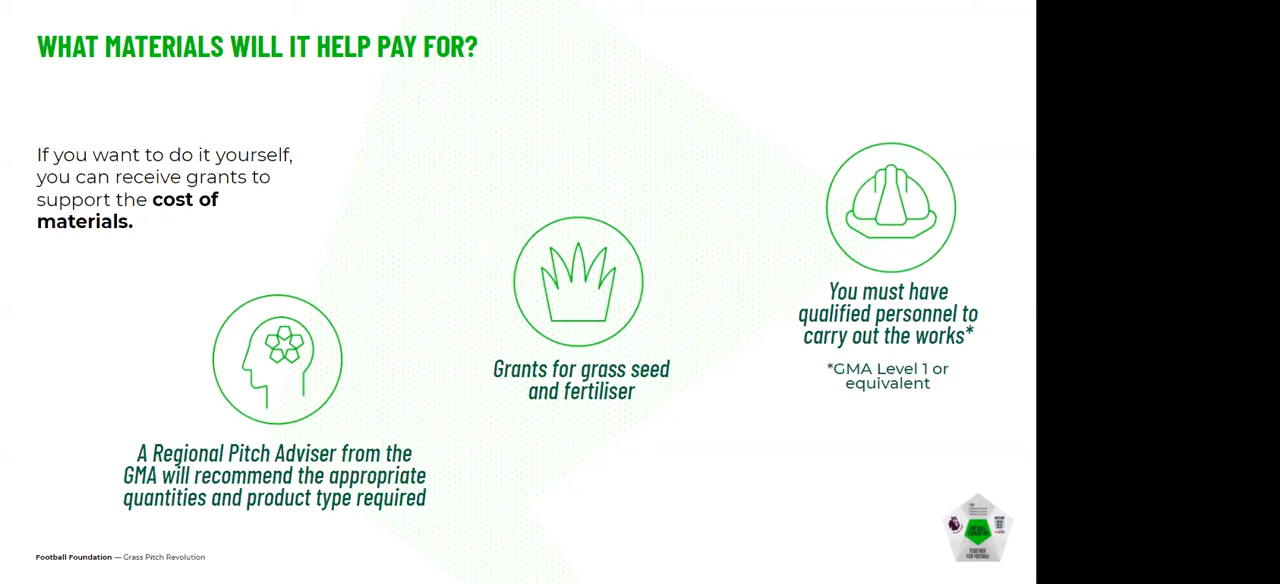 WHAT MATERIALS WILL IT HELP PAY FOR?
If you want to do it yourself,
you can receive grants to
support the cost of
materials.
You must have
qualified personnel to
carry out the works*
*GMA Level 1 or
equivalent
Grants for grass seed
and fertiliser
A Regional Pitch Adviser from the
GMA will recommend the appropriate
quantities and product type required
Football Foundation — Grass Pitch Revolution
TOGETHER
FOR FOOTBALL